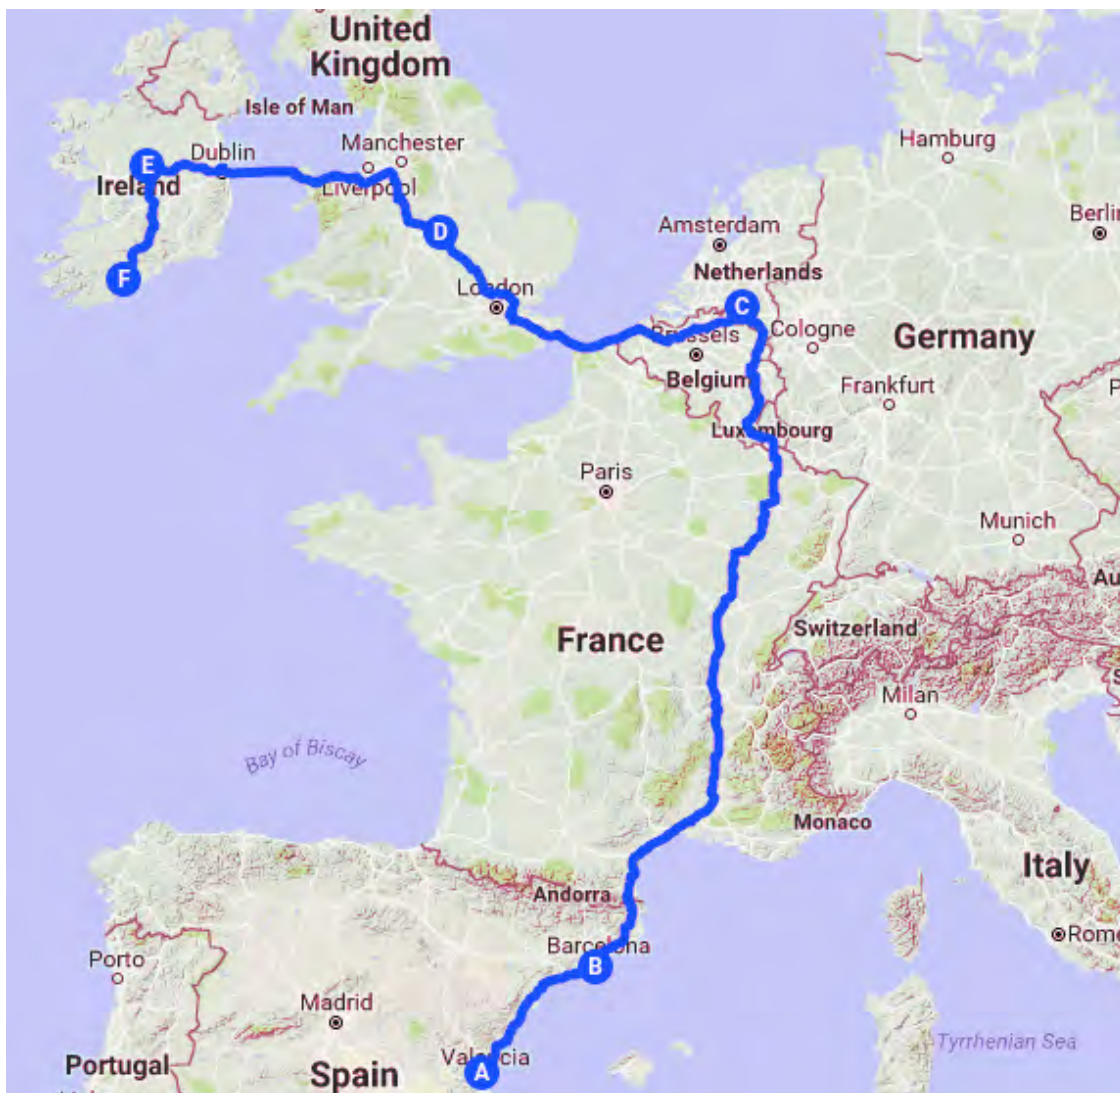 United
Kingdom
Isle of Man
Hamburg
Manchester
Dublin
E
Ireland
Liverpool
Amsterdam
Berlin
D
F
Netherlands
London
C
Cologne
Brussels
Germany
Belgium
Frankfurt
Luxembourg
Paris
Munich
Au
France
Switzerland
S
Milan
Bay of Biscay
Monaco
Andorra
Italy
Barcelona
Rome
B
Porto
Madrid
Tyrrhenian Sea
Valencia
Portugal
Spain
A